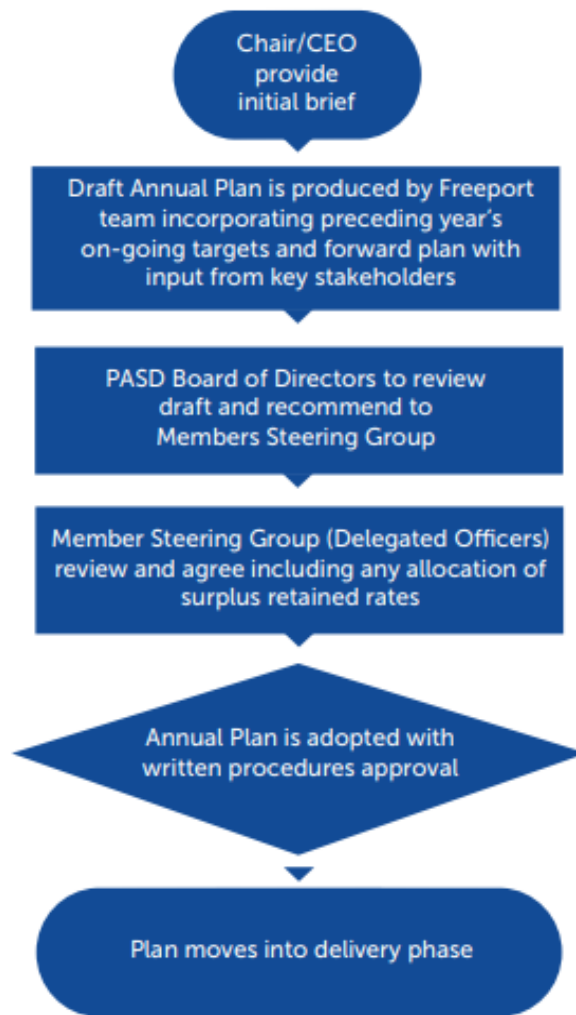 Chair/CEO
provide
initial brief
Draft Annual Plan is produced by Freeport
team incorporating preceding year’s
on-going targets and forward plan with
input from key stakeholders
PASD Board of Directors to review
draft and recommend to
Members Steering Group
Member Steering Group (Delegated Officers)
review and agree including any allocation of
surplus retained rates
Annual Plan is adopted with
written procedures approval
Plan moves into delivery phase